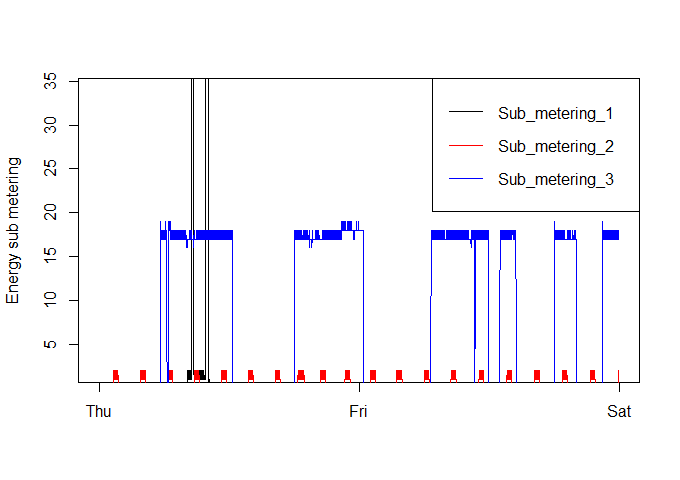 Energy sub metering
35
30
25
20
15
10
5
Sub_metering_1
Sub_metering_2
Sub_metering_3
Thu
Fri
Sat